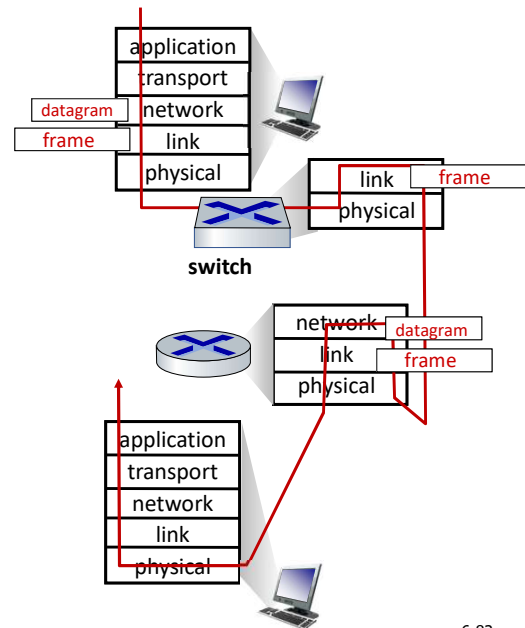 application
transport
datagram network
frame link
physical
link frame
physical
switch
network datagram
link frame
physical
application
transport
network
link
physical